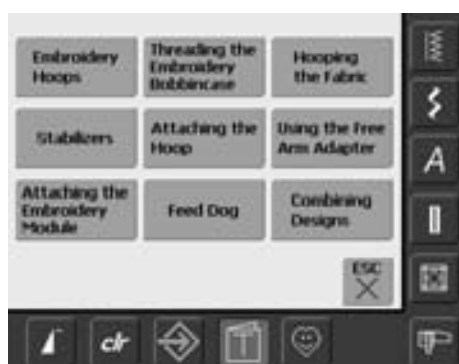 Embroidery
Hoops
Threading the
Embroidery
Bobbincase
Hooping
the Fabric
Stabilizers
Attaching the
Hoop
Using the Free
Arm Adapter
Attaching the
Embroidery
Module
Feed Dog
Combining
Designs
ESC
A
clr